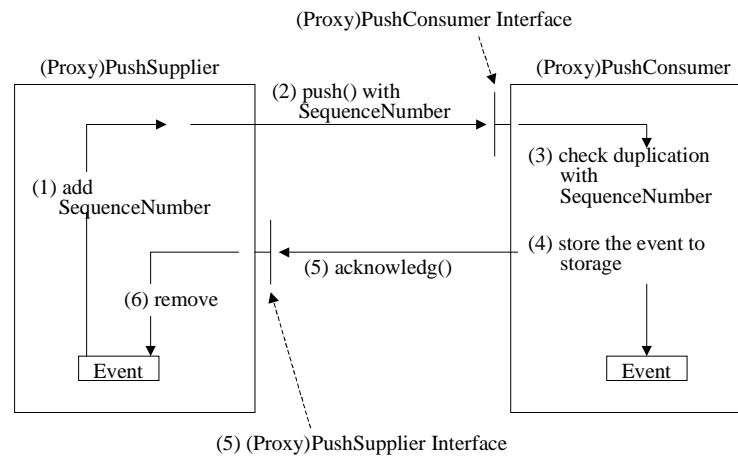 (Proxy)PushConsumer Interface
(Proxy)PushSupplier
(Proxy)PushConsumer
(2) push() with
SequenceNumber
(1) add
SequenceNumber
(3) check duplication
with
SequenceNumber
(4) store the event to
storage
(5) acknowledg()
(6) remove
Event
Event
(5) (Proxy)PushSupplier Interface